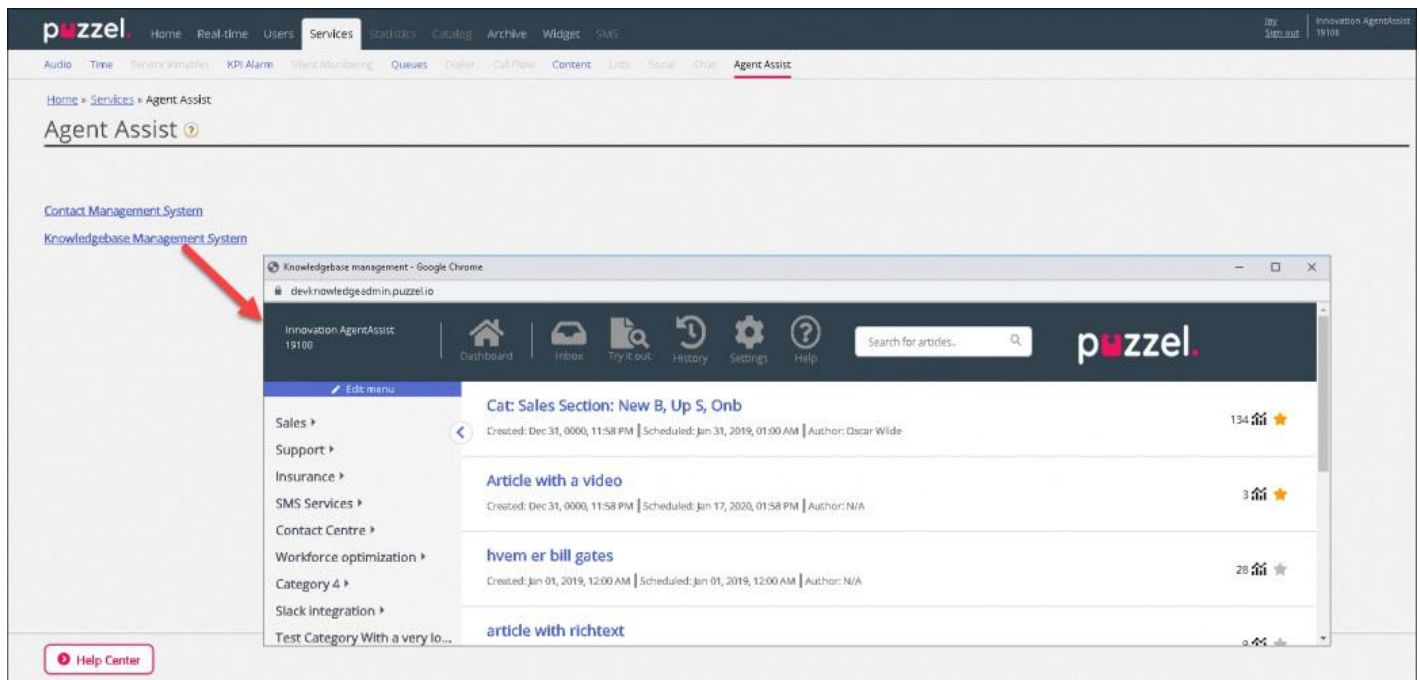 puzzel. Home Real-time Users Services Statistics Catalog Archive Widget SMS
Jay Innovation AgentAssist
Sign out 19100
Audio Time Service Variables KPI Alarm Silent Monitoring Queues Dialler Call Flow Content Lists Social Chat Agent Assist
Home » Services » Agent Assist
Agent Assist ?
Contact Management System
Knowledgebase Management System
Knowledgebase management - Google Chrome
devknowledgeadmin.puzzel.io
Innovation AgentAssist
19100
Dashboard Inbox Try it out History Settings Help
Search for articles.
puzzel.
Edit menu
Sales
Support
Insurance
SMS Services
Contact Centre
Workforce optimization
Category 4
Slack integration
Test Category With a very lo...
Cat: Sales Section: New B, Up S, Onb
Created: Dec 31, 0000, 11:58 PM | Scheduled: Jan 31, 2019, 01:00 AM | Author: Oscar Wilde
134
Article with a video
Created: Dec 31, 0000, 11:58 PM | Scheduled: Jan 17, 2020, 01:58 PM | Author: N/A
3
hvem er bill gates
Created: Jan 01, 2019, 12:00 AM | Scheduled: Jan 01, 2019, 12:00 AM | Author: N/A
28
article with richtext
Help Center